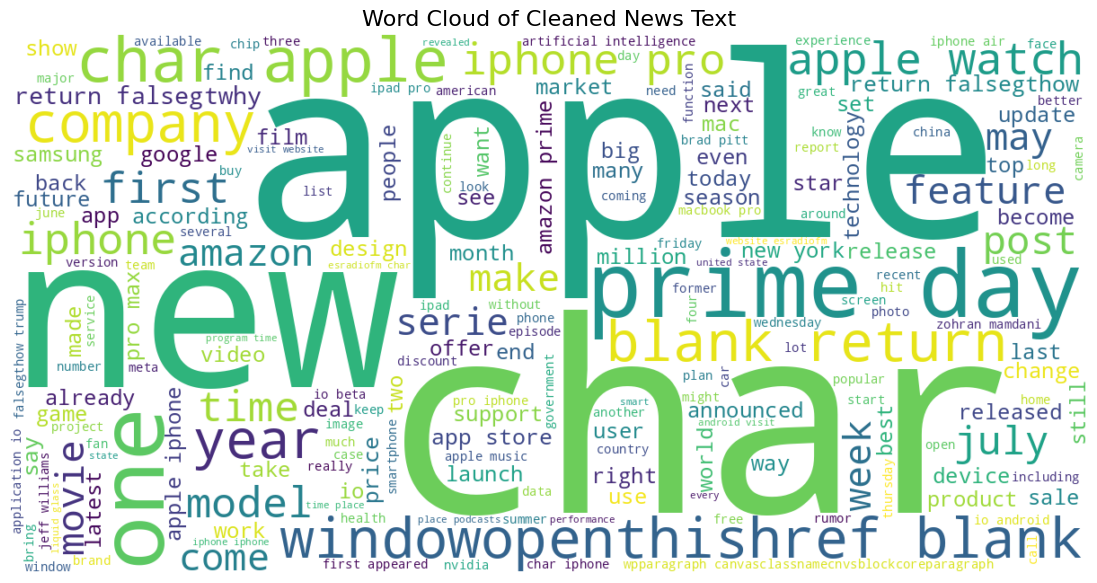 Word Cloud of Cleaned News Text
show
available
chip
three
revealed
artificial intelligence
experience
iphone air
face
char apple
iphone pro
day
apple watch
major
find
ipad pro
american
need
function
great
return falsegthow
return falsegtwhy
market
said
set
better
company
apple
next
update
film
amazon prime
mac
know
china
may
samsung
google
visit website
people
continue
want
big
brad pitt
even
technology
report
top
long
camera
back
buy
list
look
see
many
today
star
future
first
coming
season
feature
june
app
according
macbook pro
around
become
several
iphone
amazon
design
month
million
friday
website esradiofm
new york
release
post
version
team
esradiofm char
make
united state
used
new
prime day
recent
hit
made
service
pro max
ipad
without
former
screen
photo
serie
phone
episode
four
wednesday
zohran mamdani
program time
video
offer
end
blank return
last
number
meta
discount
lot
change
application io falsegthow trump
already
io beta
deal
keep
two
government
char
plan
car
popular
start
home
released
still
game
time
pro iphone
smart
might
say
project
one
image
support
another
announced
best
fan
apple iphone
year
much
price
smartphone
app store
user
android visit
week
open
july
state
movie
latest
case
really
apple music
country
world
way
take
launch
right
device
including
jeff williams
liquid glass
model
io
data
use
every
thursday
product
sale
bring
work
time place
health
place podcasts
summer
performance
free
rumor
io android
call
window
brand
come
iphone iphone
windowopenthishref blank
first appeared
nvidia
char iphone
wpparagraph canvasclassnamecnvsblockcoreparagraph